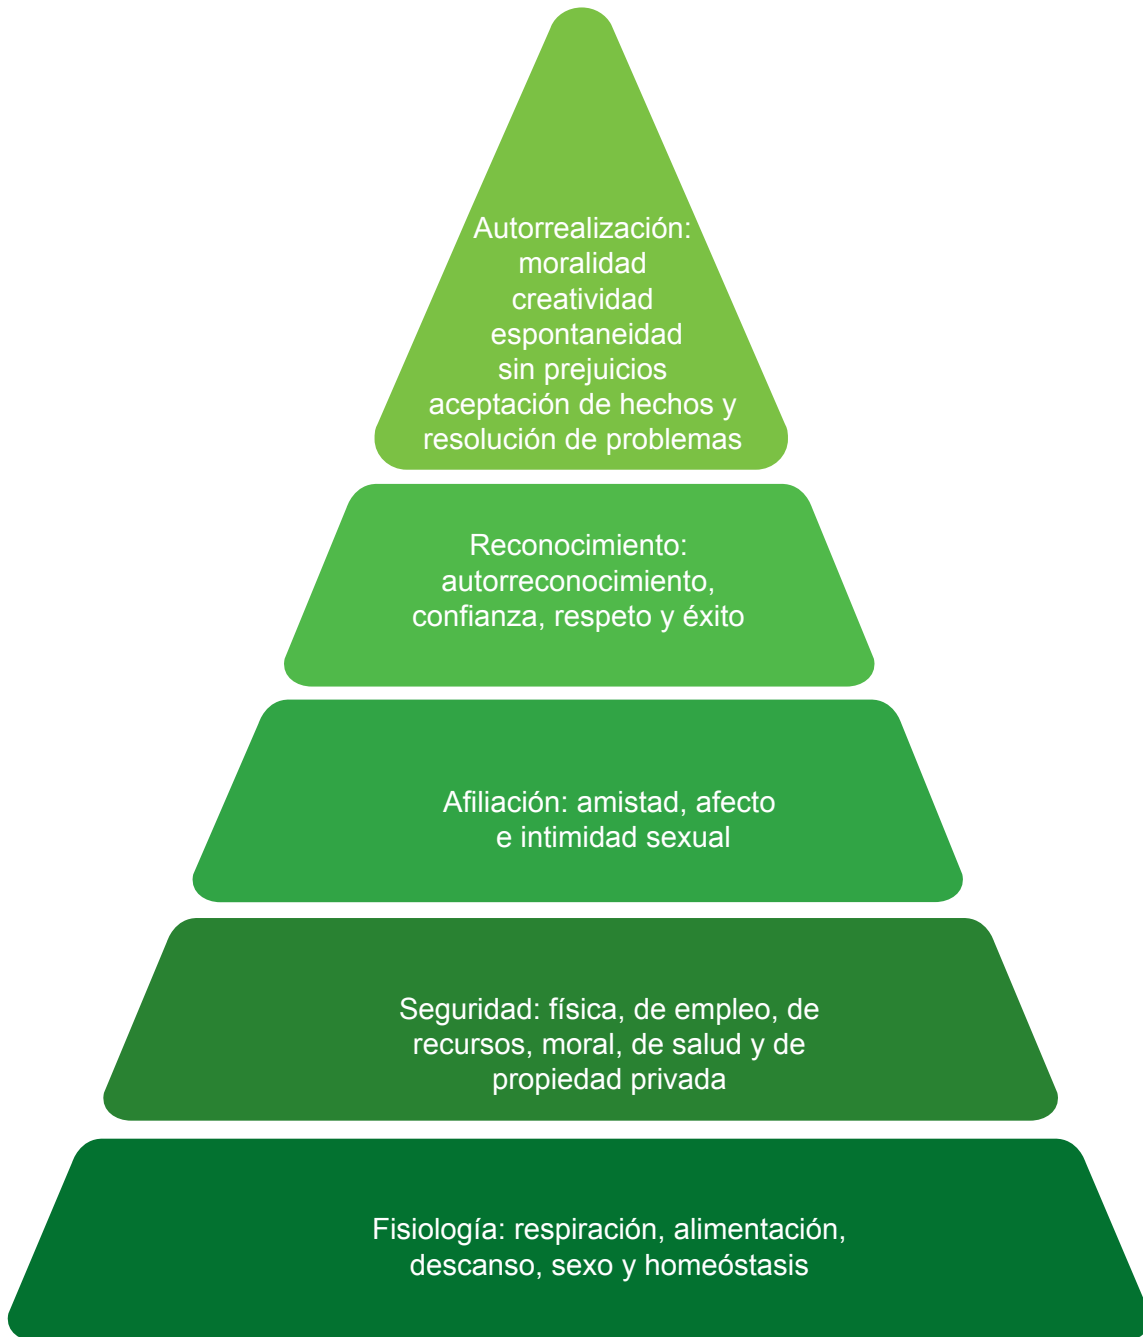 Autorrealización:
moralidad
creatividad
espontaneidad
sin prejuicios
aceptación de hechos y
resolución de problemas
Reconocimiento:
autorreconocimiento,
confianza, respeto y éxito
Afiliación: amistad, afecto
e intimidad sexual
Seguridad: física, de empleo, de
recursos, moral, de salud y de
propiedad privada
Fisiología: respiración, alimentación,
descanso, sexo y homeóstasis